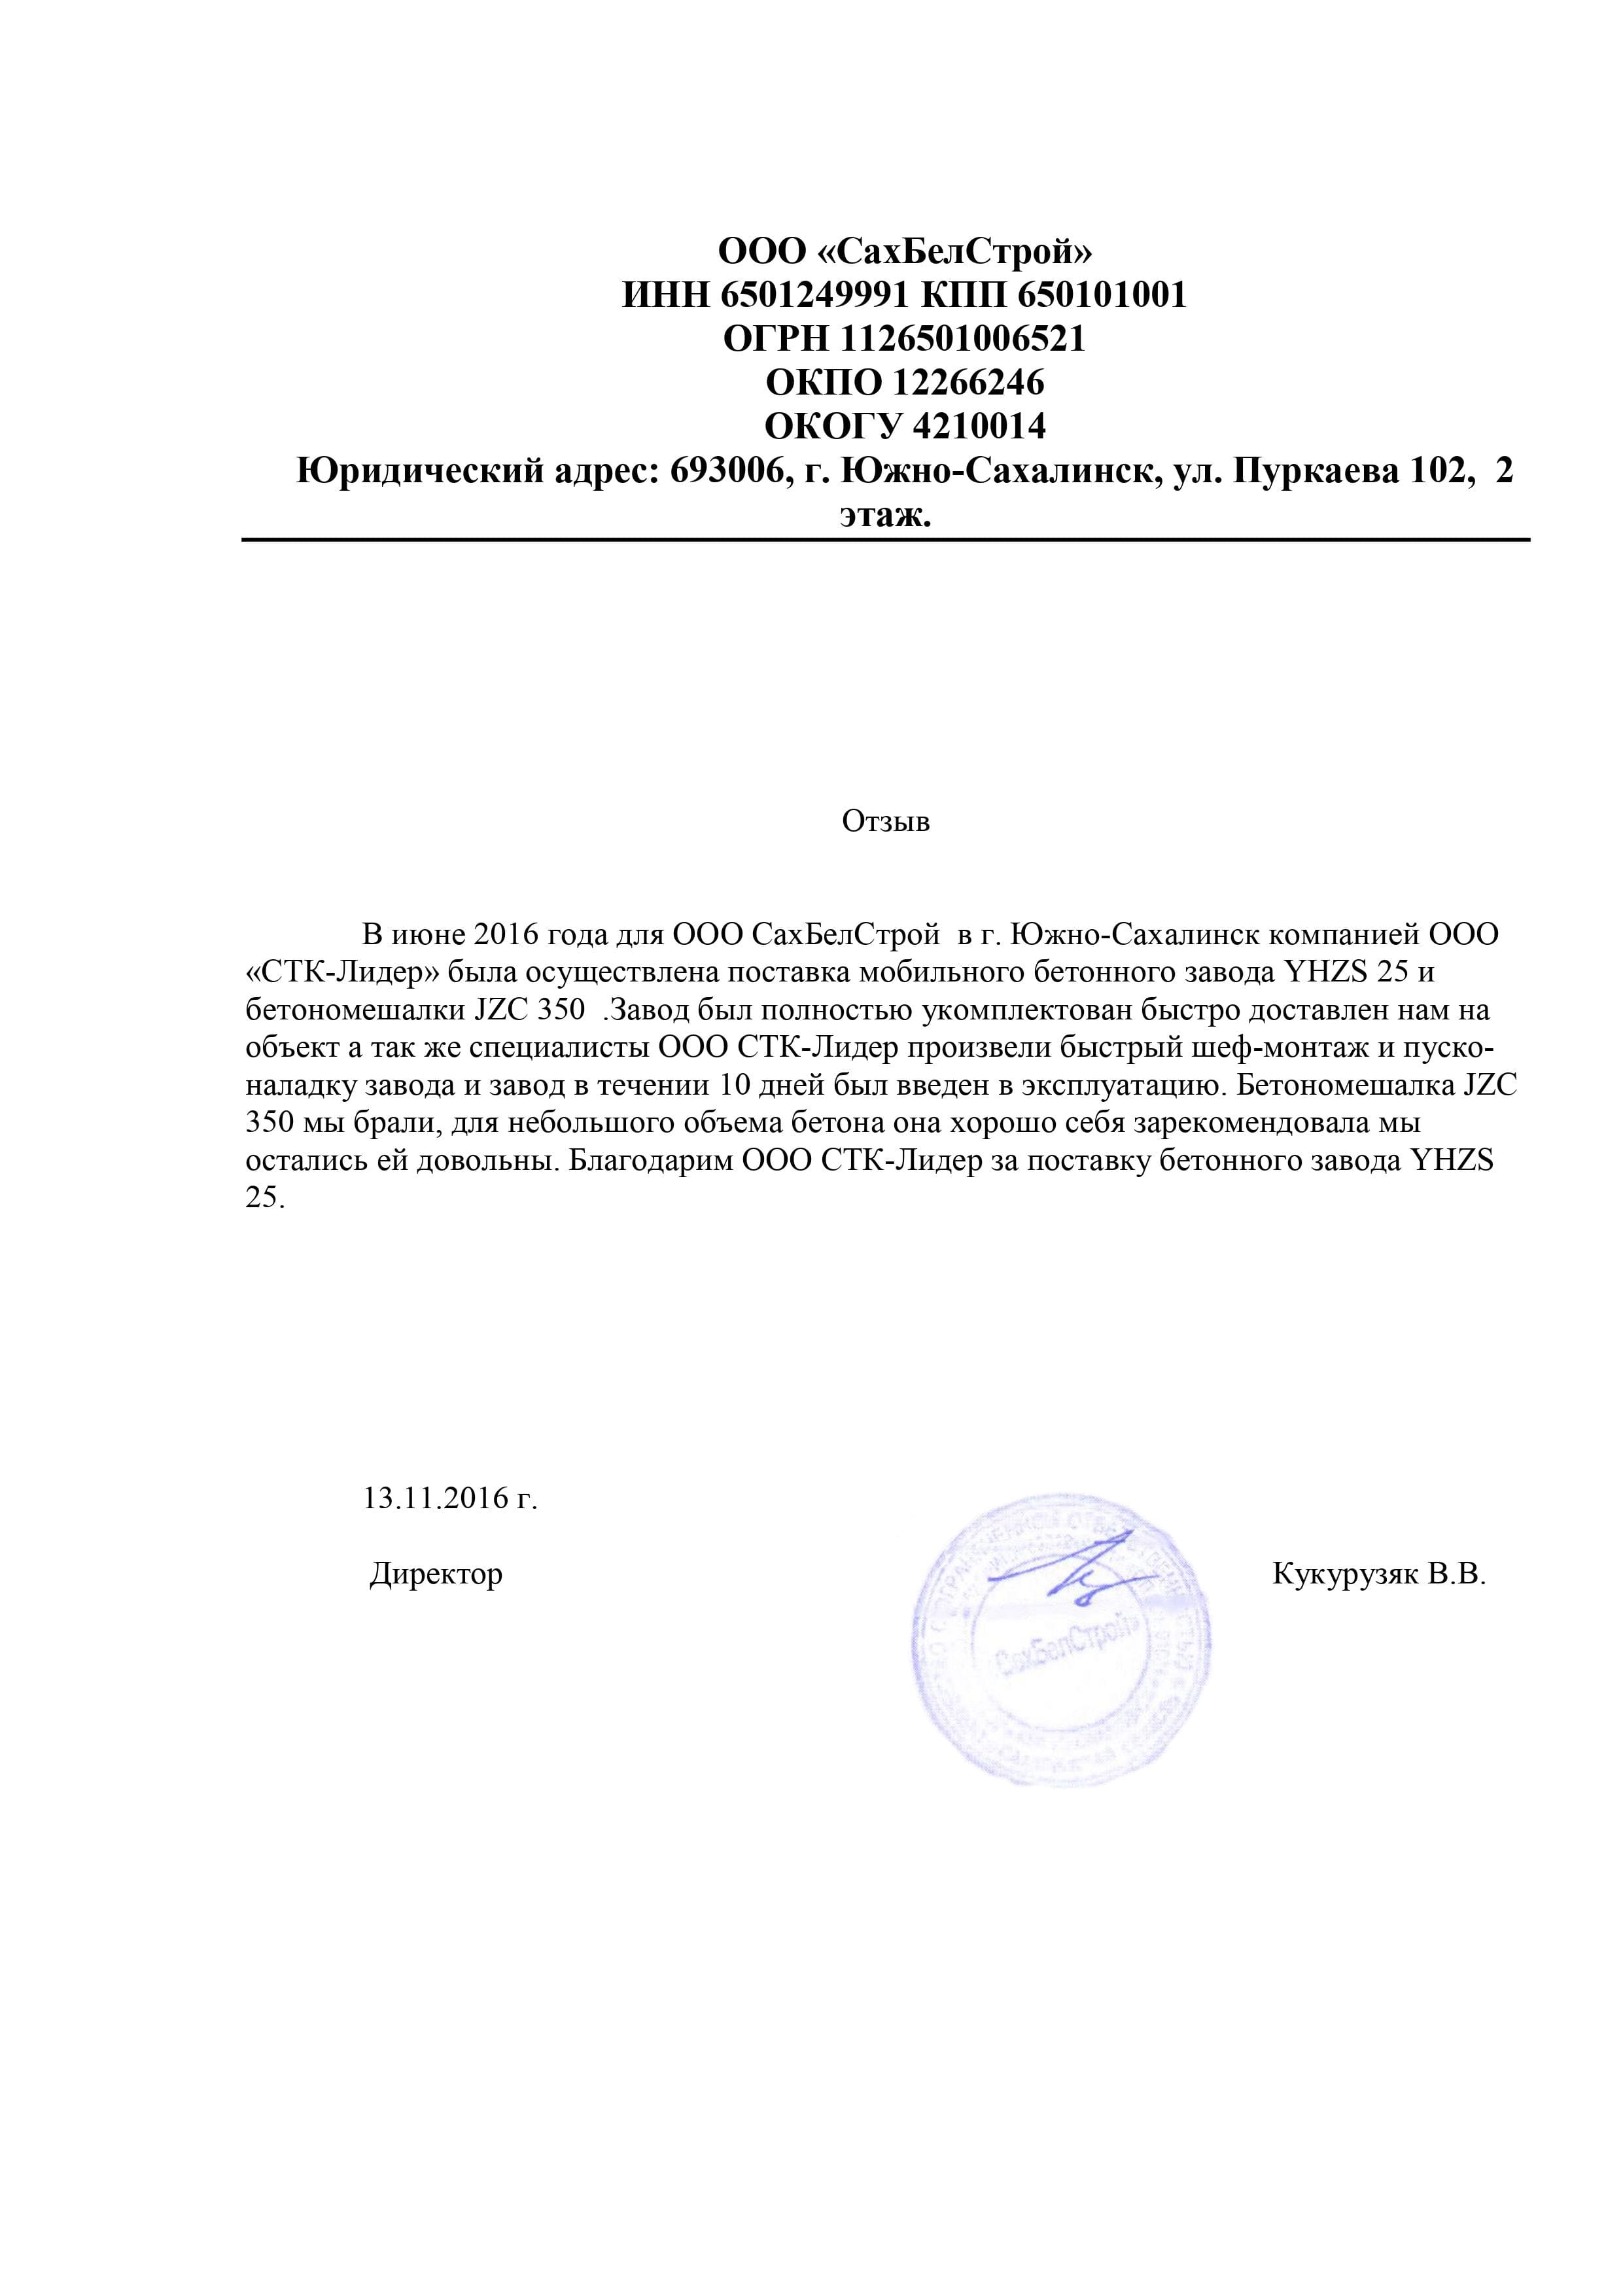 ООО «СахБелСтрой»
ИНН 6501249991 КПП 650101001
ОГРН 1126501006521
ОКПО 12266246
ОКОГУ 4210014
Юридический адрес: 693006, г. Южно-Сахалинск, ул. Пуркаева 102, 2
этаж.
Отзыв
В июне 2016 года для ООО СахБелСтрой в г. Южно-Сахалинск компанией ООО
«СТК-Лидер» была осуществлена поставка мобильного бетонного завода YHZS 25 и
бетономешалки JZC 350 .Завод был полностью укомплектован быстро доставлен нам на
объект а так же специалисты ООО СТК-Лидер произвели быстрый шеф-монтаж и пуско-
наладку завода и завод в течении 10 дней был введен в эксплуатацию. Бетономешалка JZC
350 мы брали, для небольшого объема бетона она хорошо себя зарекомендовала мы
остались ей довольны. Благодарим ООО СТК-Лидер за поставку бетонного завода YHZS
25.
13.11.2016 г.
Директор
Кукурузяк В.В.
СахБелСтрой»